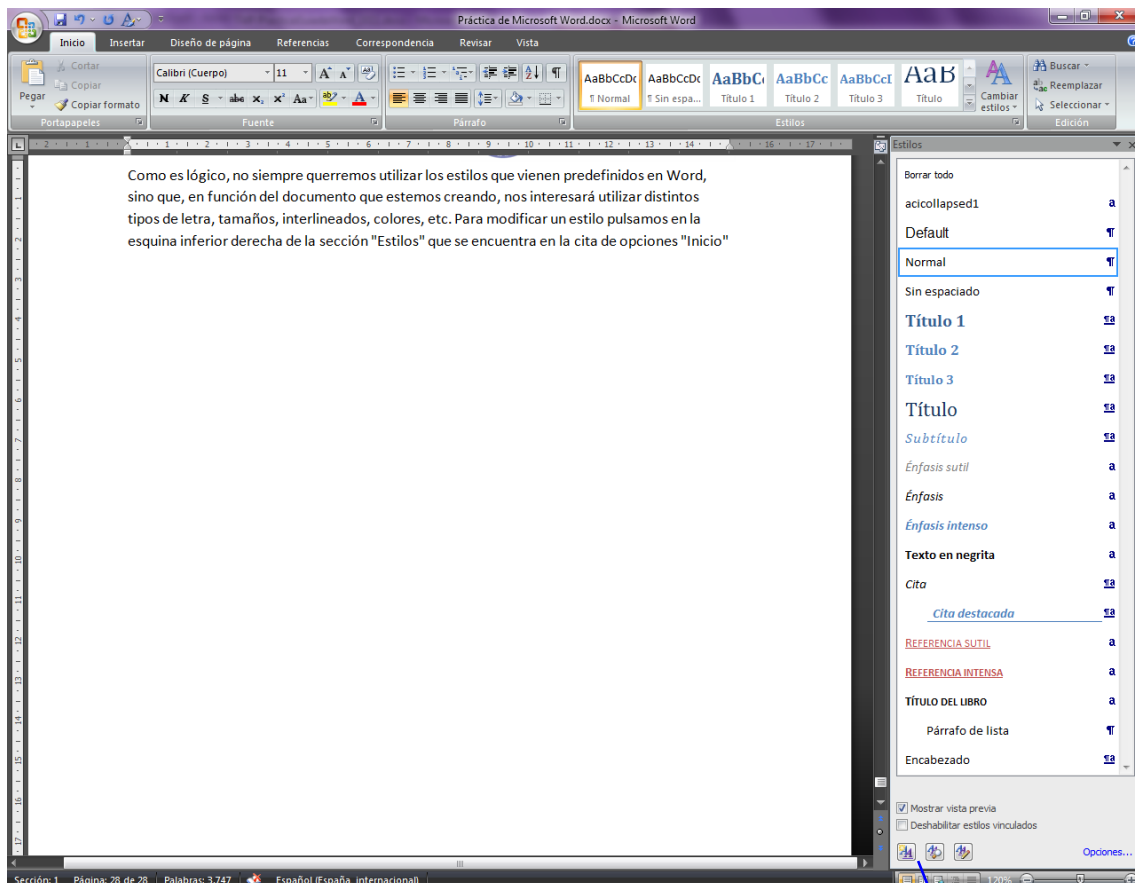 Práctica de Microsoft Word.docx - Microsoft Word
Inicio Insertar Diseño de página Referencias Correspondencia Revisar Vista
Pegar
Cortar
Copiar
Copiar formato
Portapapeles
Calibri (Cuerpo) 11
Fuente
Párrafo
AaBbCcDc AaBbCcDc AaBbC AaBbCc AaBbCcI AaB
¶ Normal ¶ Sin espa... Título 1 Título 2 Título 3 Título
Cambiar
estilos
Estilos
Buscar
Reemplazar
Seleccionar
Edición
Como es lógico, no siempre querremos utilizar los estilos que vienen predefinidos en Word,
sino que, en función del documento que estemos creando, nos interesará utilizar distintos
tipos de letra, tamaños, interlineados, colores, etc. Para modificar un estilo pulsamos en la
esquina inferior derecha de la sección "Estilos" que se encuentra en la cita de opciones "Inicio"
Estilos
Borrar todo
acicollapsed1 a
Default ¶
Normal ¶
Sin espaciado ¶
Título 1 ¶a
Título 2 ¶a
Título 3 ¶a
Título ¶a
Subtítulo ¶a
Énfasis sutil a
Énfasis a
Énfasis intenso a
Texto en negrita a
Cita ¶a
Cita destacada ¶a
REFERENCIA SUTIL a
REFERENCIA INTENSA a
TÍTULO DEL LIBRO a
Párrafo de lista ¶
Encabezado ¶a
Mostrar vista previa
Deshabilitar estilos vinculados
Opciones...
Sección: 1 Página: 28 de 28 Palabras: 3.747 Español (España, internacional) 120%